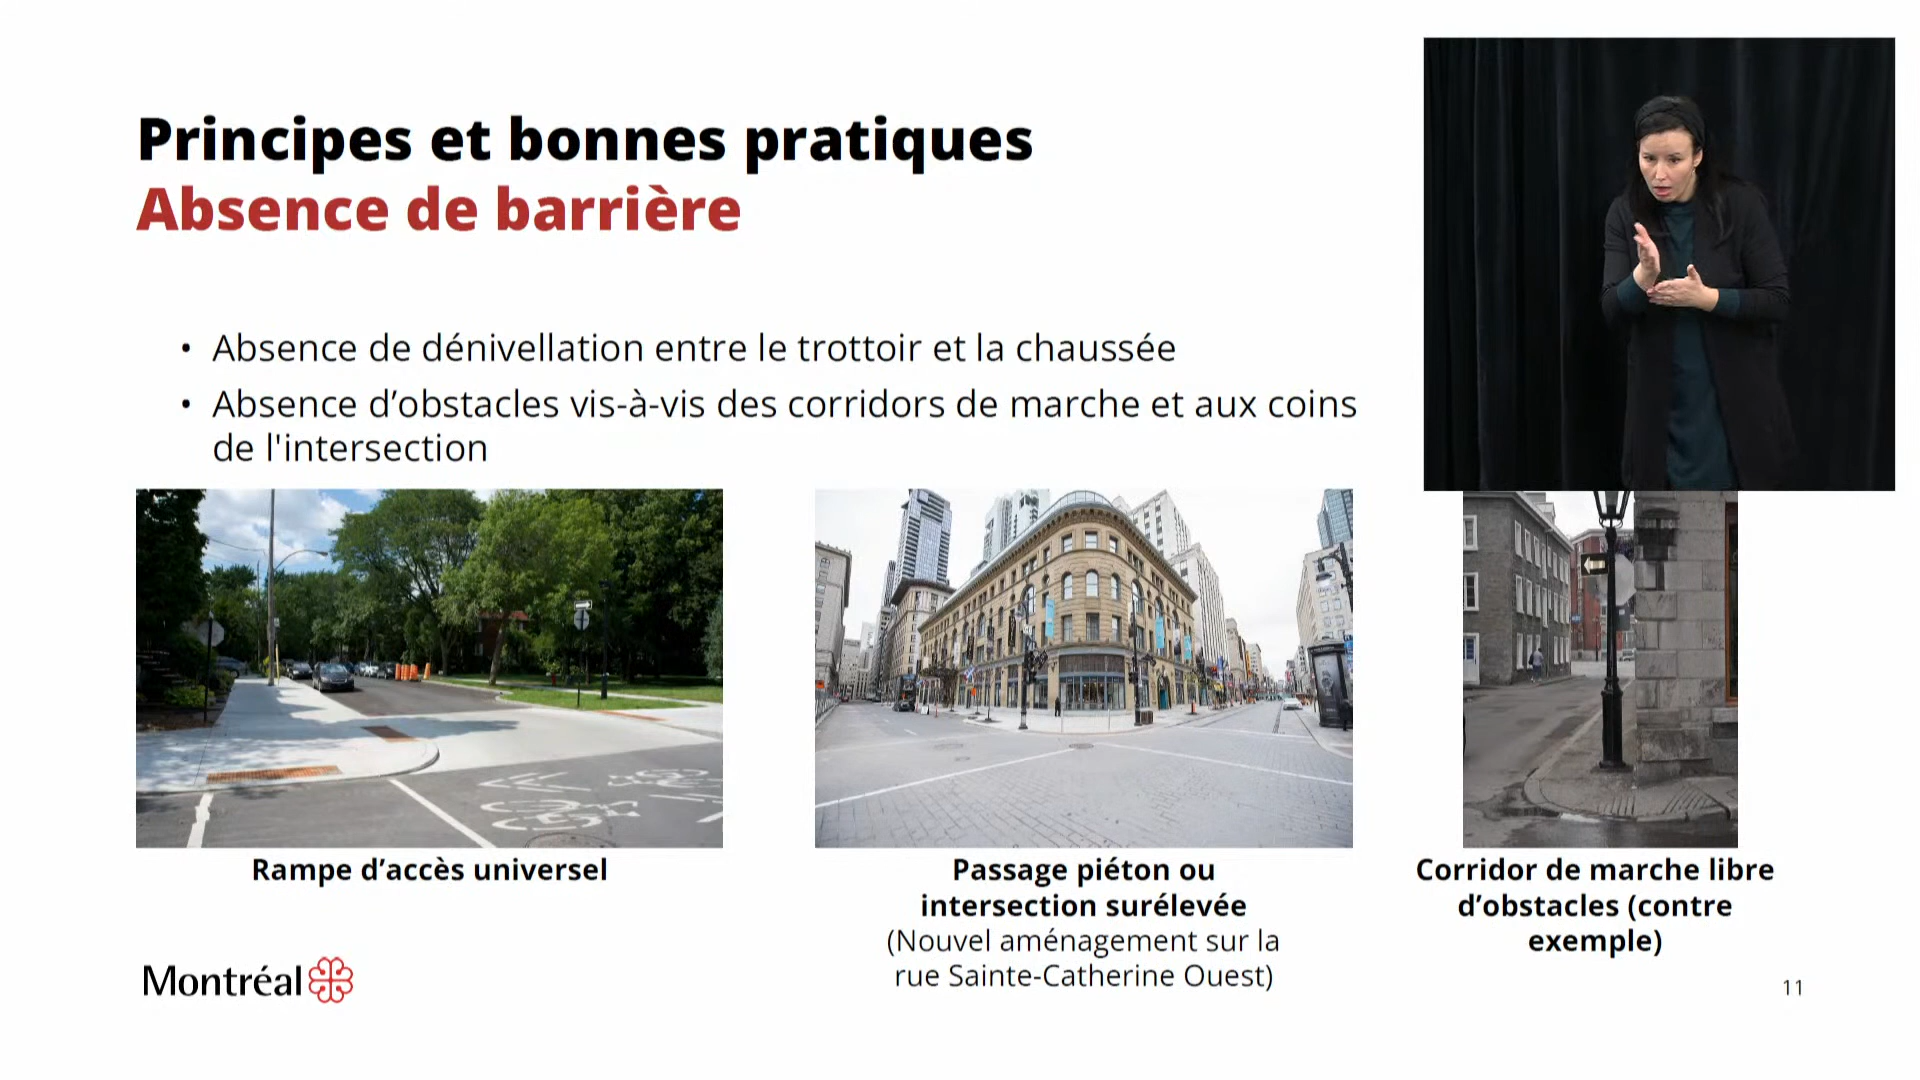 Principes et bonnes pratiques
Absence de barrière
• Absence de dénivellation entre le trottoir et la chaussée
• Absence d’obstacles vis-à-vis des corridors de marche et aux coins
de l'intersection
Rampe d’accès universel
Passage piéton ou
intersection surélevée
(Nouvel aménagement sur la
rue Sainte-Catherine Ouest)
Corridor de marche libre
d’obstacles (contre
exemple)
Montréal
11